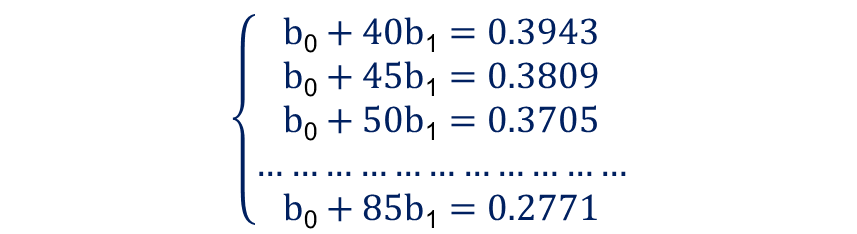 b₀ + 40b₁ = 0.3943
b₀ + 45b₁ = 0.3809
b₀ + 50b₁ = 0.3705
… … … … … … … … … … …
b₀ + 85b₁ = 0.2771